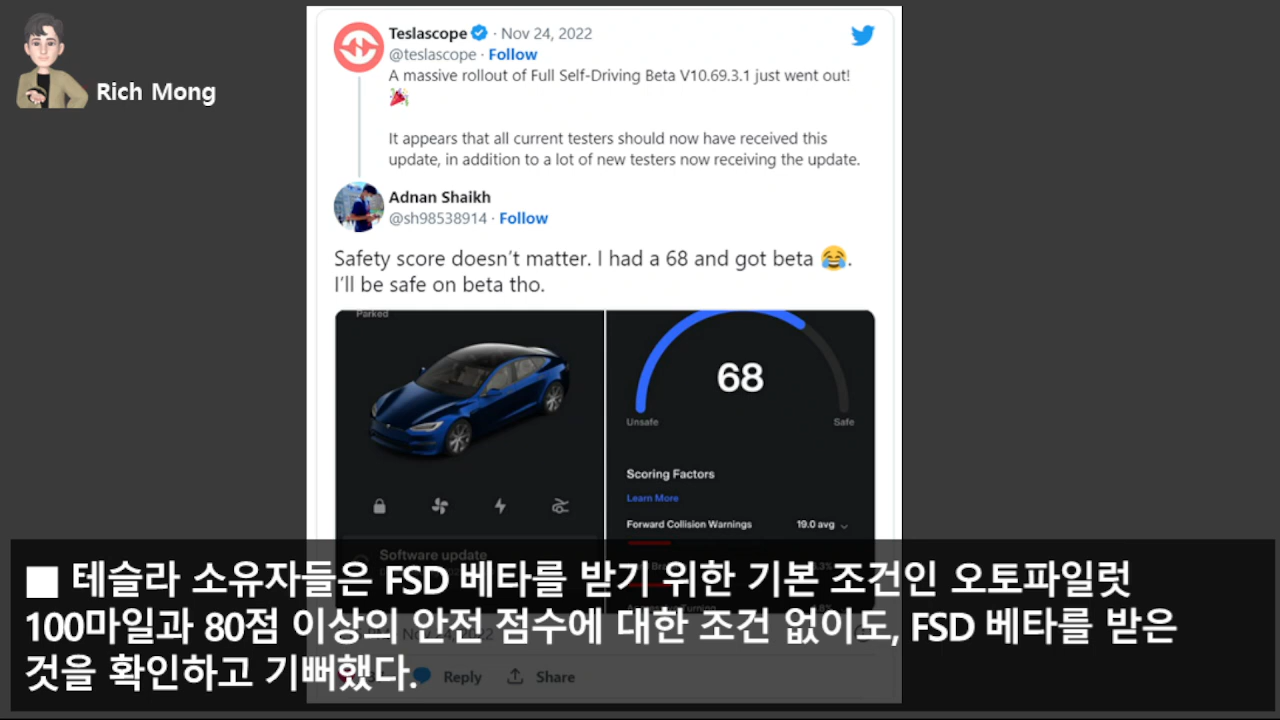 Rich Mong
Teslascope · Nov 24, 2022
@teslascope · Follow
A massive rollout of Full Self-Driving Beta V10.69.3.1 just went out!
It appears that all current testers should now have received this
update, in addition to a lot of new testers now receiving the update.
Adnan Shaikh
@sh98538914 · Follow
Safety score doesn't matter. I had a 68 and got beta 😂.
I'll be safe on beta tho.
Parked
68
Unsafe Safe
Scoring Factors
Learn More
Forward Collision Warnings 19.0 avg
Software update
■ 테슬라 소유자들은 FSD 베타를 받기 위한 기본 조건인 오토파일럿
100마일과 80점 이상의 안전 점수에 대한 조건 없이도, FSD 베타를 받은
것을 확인하고 기뻐했다.
Reply Share